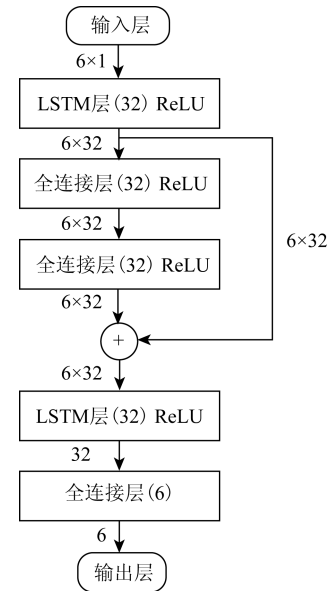 输入层
6×1
LSTM层(32) ReLU
6×32
全连接层(32) ReLU
6×32
6×32
全连接层(32) ReLU
6×32
+
6×32
LSTM层(32) ReLU
32
全连接层(6)
6
输出层